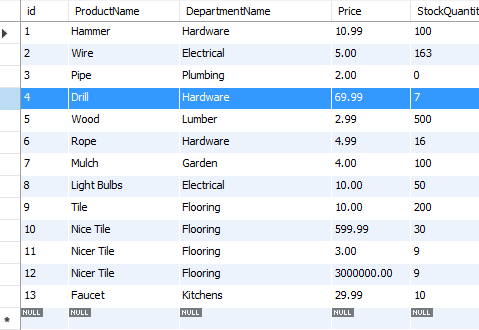 id ProductName DepartmentName Price StockQuantit
1 Hammer Hardware 10.99 100
2 Wire Electrical 5.00 163
3 Pipe Plumbing 2.00 0
4 Drill Hardware 69.99 7
5 Wood Lumber 2.99 500
6 Rope Hardware 4.99 16
7 Mulch Garden 4.00 100
8 Light Bulbs Electrical 10.00 50
9 Tile Flooring 10.00 200
10 Nice Tile Flooring 599.99 30
11 Nicer Tile Flooring 3.00 9
12 Nicer Tile Flooring 3000000.00 9
13 Faucet Kitchens 29.99 10
NULL NULL NULL NULL NULL